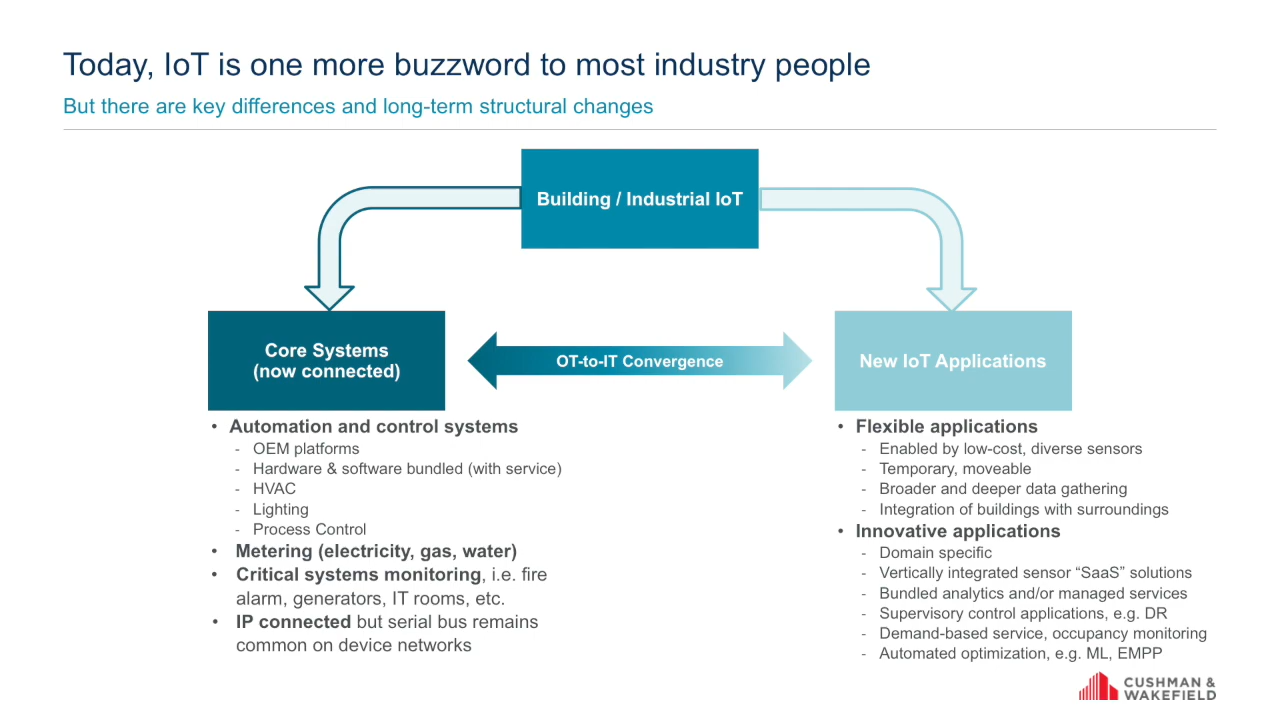 Today, IoT is one more buzzword to most industry people
But there are key differences and long-term structural changes
Building / Industrial IoT
Core Systems
(now connected)
OT-to-IT Convergence
New IoT Applications
• Automation and control systems
- OEM platforms
- Hardware & software bundled (with service)
- HVAC
- Lighting
- Process Control
• Metering (electricity, gas, water)
• Critical systems monitoring, i.e. fire
alarm, generators, IT rooms, etc.
• IP connected but serial bus remains
common on device networks
• Flexible applications
- Enabled by low-cost, diverse sensors
- Temporary, moveable
- Broader and deeper data gathering
- Integration of buildings with surroundings
• Innovative applications
- Domain specific
- Vertically integrated sensor “SaaS” solutions
- Bundled analytics and/or managed services
- Supervisory control applications, e.g. DR
- Demand-based service, occupancy monitoring
- Automated optimization, e.g. ML, EMPP
CUSHMAN &
WAKEFIELD